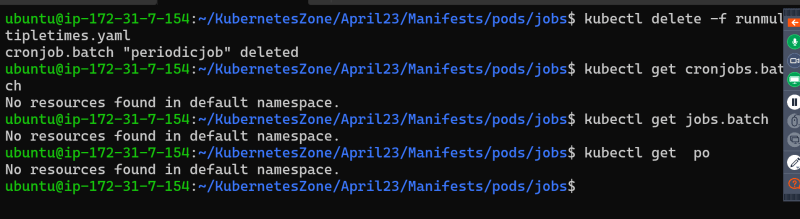 ubuntu@ip-172-31-7-154:~/KubernetesZone/April23/Manifests/pods/jobs$ kubectl delete -f runmul
tipletimes.yaml
cronjob.batch "periodicjob" deleted
ubuntu@ip-172-31-7-154:~/KubernetesZone/April23/Manifests/pods/jobs$ kubectl get cronjobs.bat
ch
No resources found in default namespace.
ubuntu@ip-172-31-7-154:~/KubernetesZone/April23/Manifests/pods/jobs$ kubectl get jobs.batch
No resources found in default namespace.
ubuntu@ip-172-31-7-154:~/KubernetesZone/April23/Manifests/pods/jobs$ kubectl get  po
No resources found in default namespace.
ubuntu@ip-172-31-7-154:~/KubernetesZone/April23/Manifests/pods/jobs$